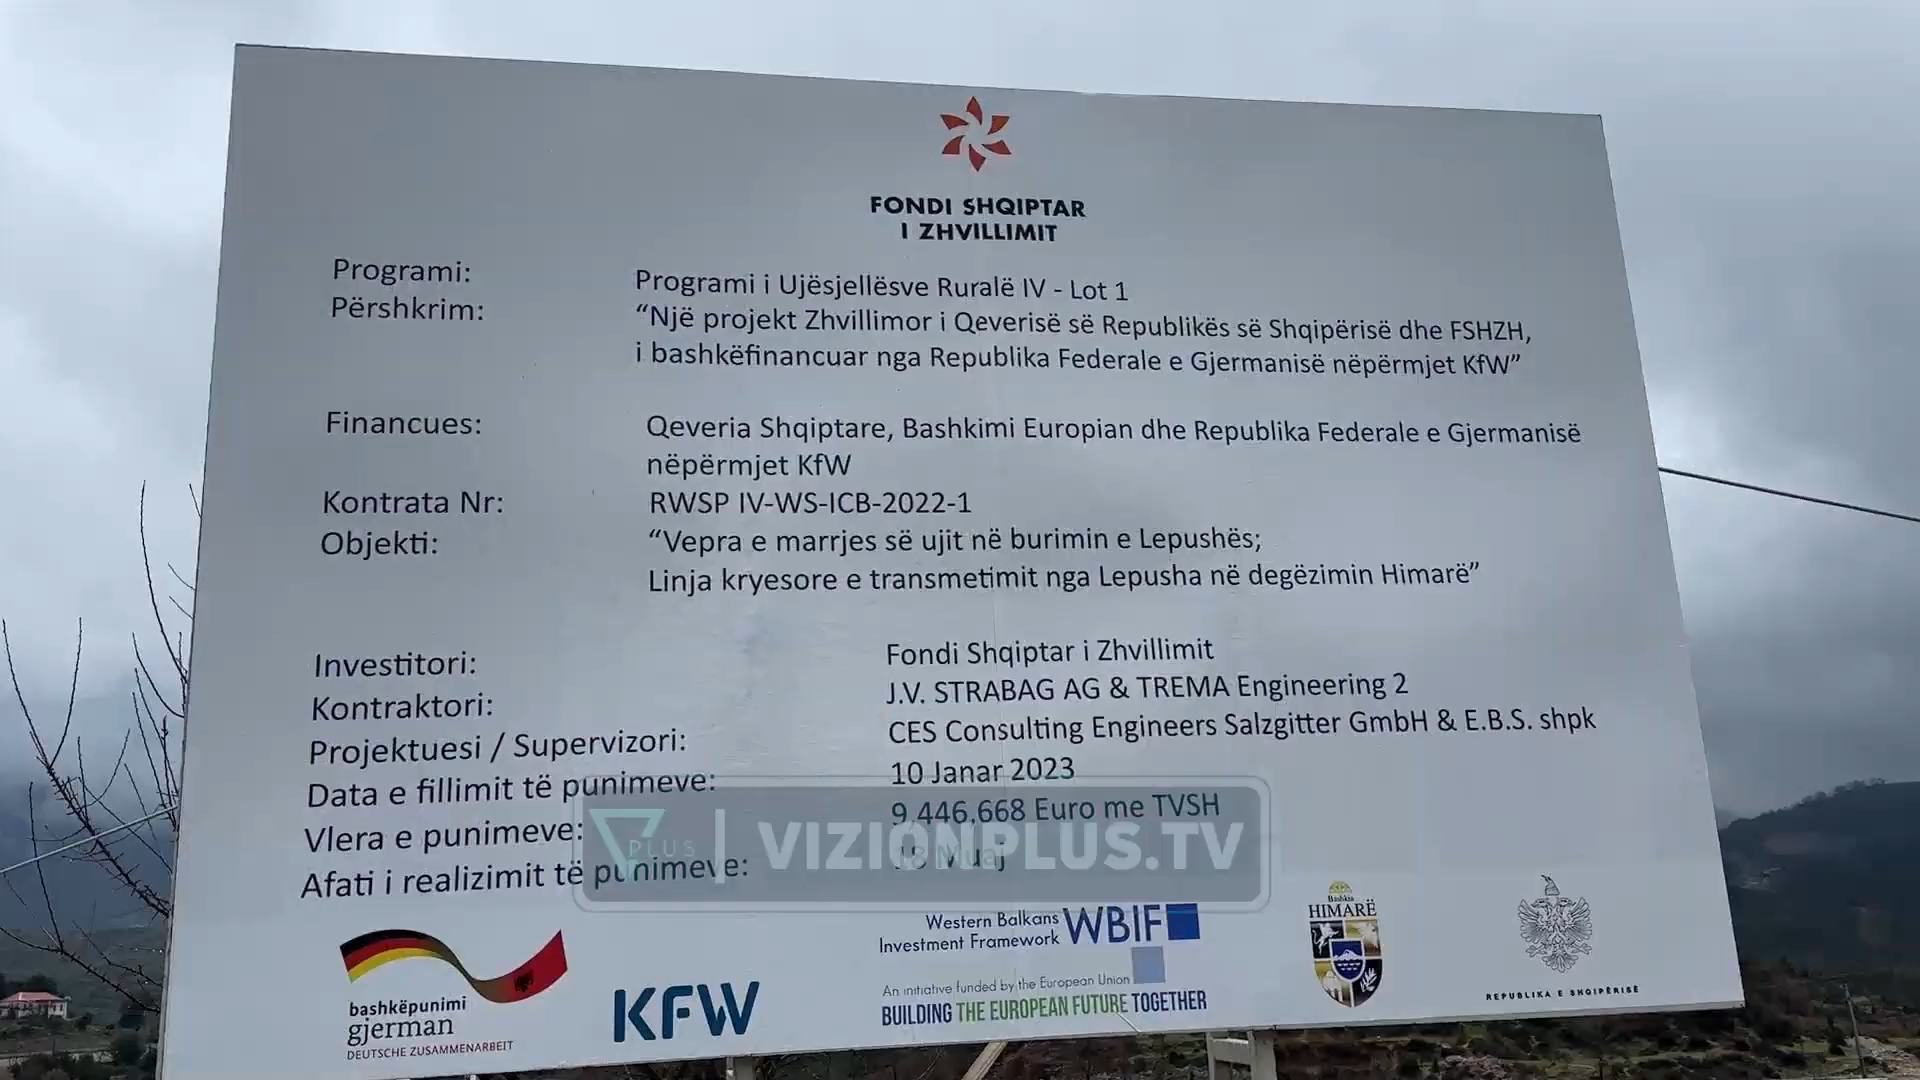 FONDI SHQIPTAR
I ZHVILLIMIT
Programi: Programi i Ujësjellësve Ruralë IV - Lot 1
Përshkrim: “Një projekt Zhvillimor i Qeverisë së Republikës së Shqipërisë dhe FSHZH,
i bashkëfinancuar nga Republika Federale e Gjermanisë nëpërmjet KfW”
Financues: Qeveria Shqiptare, Bashkimi Europian dhe Republika Federale e Gjermanisë
nëpërmjet KfW
Kontrata Nr: RWSP IV-WS-ICB-2022-1
Objekti: “Vepra e marrjes së ujit në burimin e Lepushës;
Linja kryesore e transmetimit nga Lepusha në degëzimin Himarë”
Investitori: Fondi Shqiptar i Zhvillimit
Kontraktori: J.V. STRABAG AG & TREMA Engineering 2
Projektuesi / Supervizori: CES Consulting Engineers Salzgitter GmbH & E.B.S. shpk
Data e fillimit të punimeve: 10 Janar 2023
Vlera e punimeve: 9,446,668 Euro me TVSH
Afati i realizimit të punimeve: 18 Muaj
PLUS | VIZIONPLUS.TV
bashkëpunimi
gjerman
DEUTSCHE ZUSAMMENARBEIT
KFW
Western Balkans
Investment Framework WBIF
An initiative funded by the European Union
BUILDING THE EUROPEAN FUTURE TOGETHER
Bashkia
HIMARË
REPUBLIKA E SHQIPËRISË